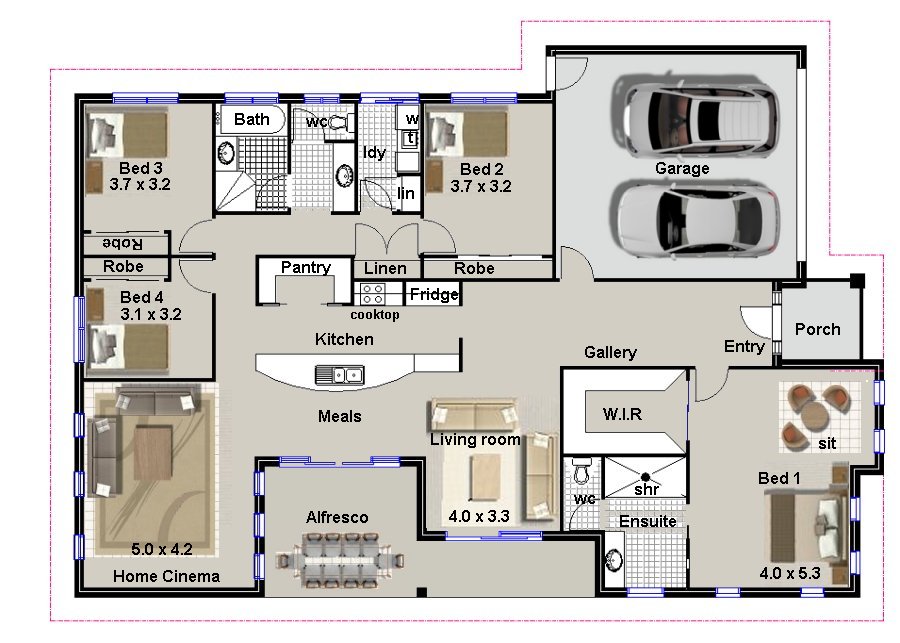 Porch
sit
Bed 1
4.0 x 5.3
Garage
Entry
Gallery
W.I.R
shr
Ensuite
wc
Bed 2
3.7 x 3.2
Robe
Living room
4.0 x 3.3
w
t
ldy
lin
Linen
Fridge
cooktop
Kitchen
Meals
Alfresco
wc
Pantry
Bath
Bed 3
3.7 x 3.2
Robe
Robe
Bed 4
3.1 x 3.2
5.0 x 4.2
Home Cinema